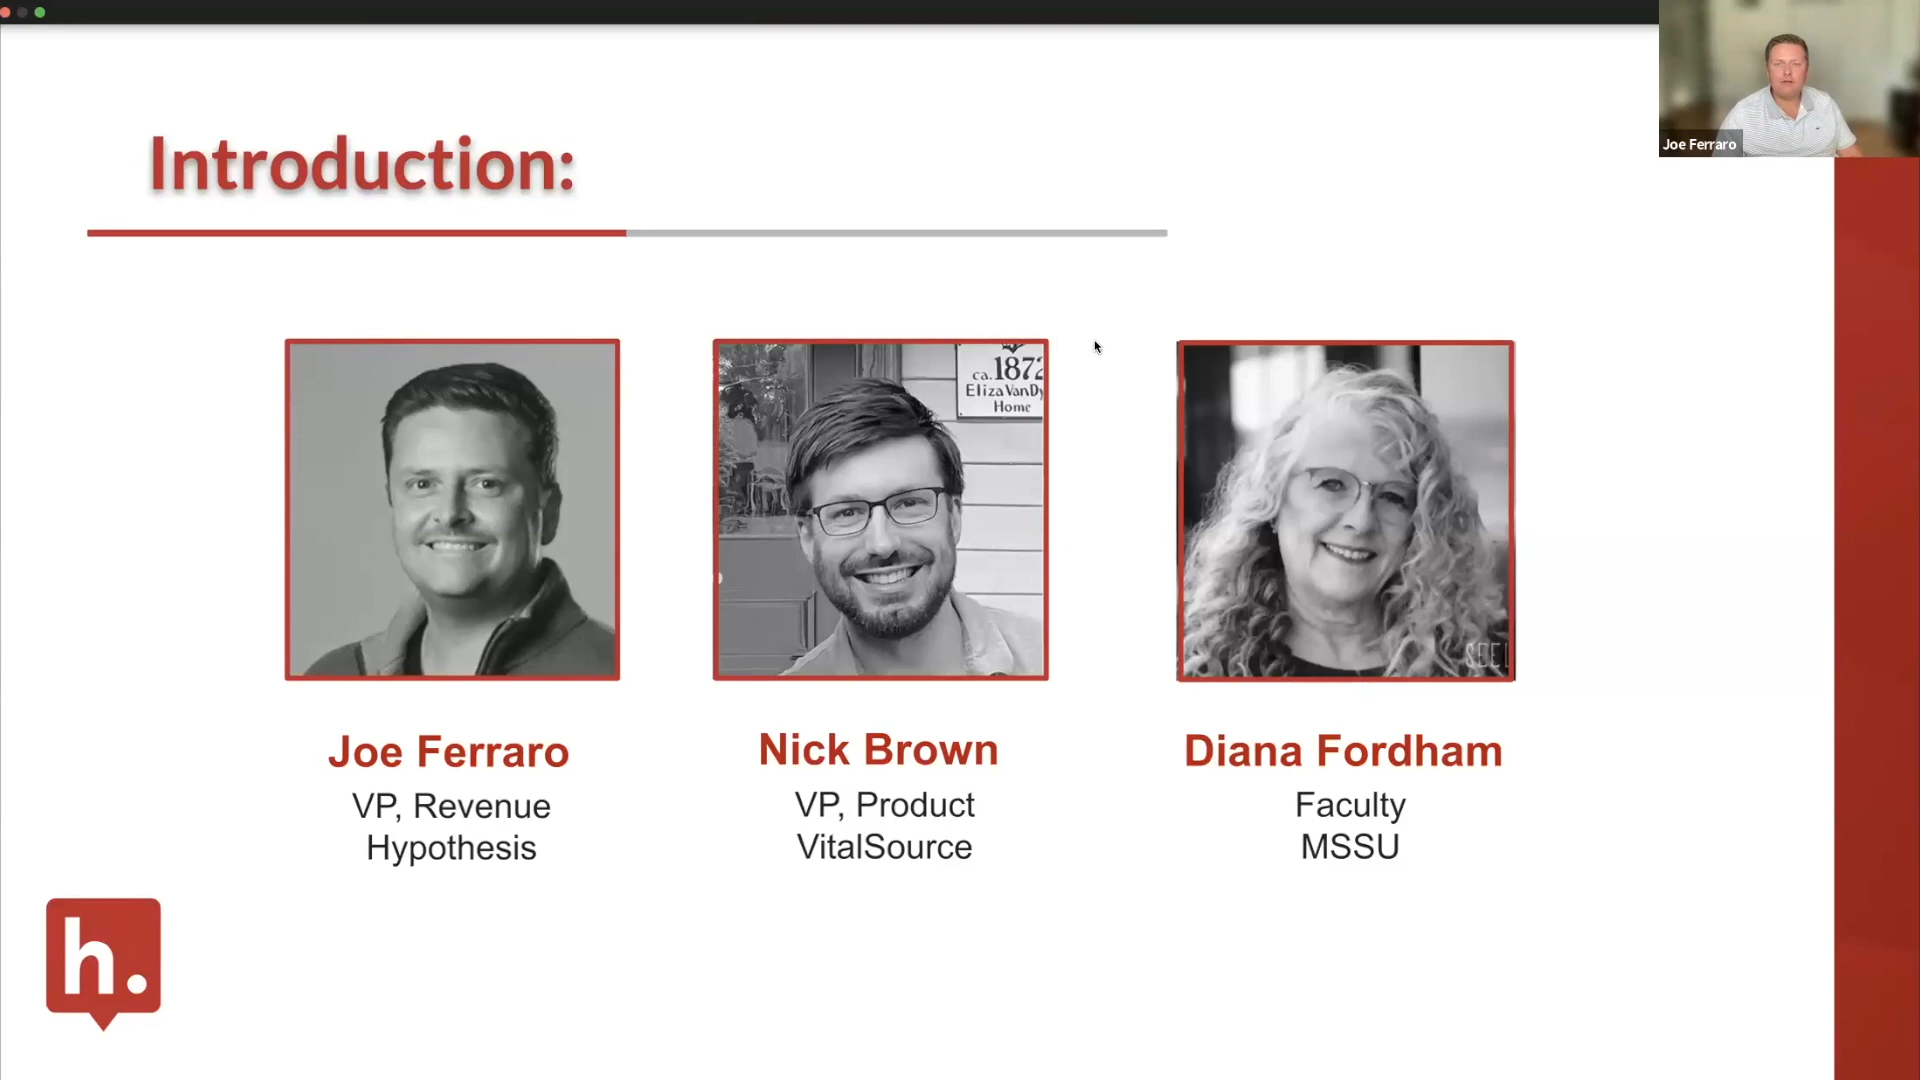 Joe Ferraro
Introduction:
ca. 1872
Eliza VanDy
Home
SEEL
Joe Ferraro
VP, Revenue
Hypothesis
Nick Brown
VP, Product
VitalSource
Diana Fordham
Faculty
MSSU
h.